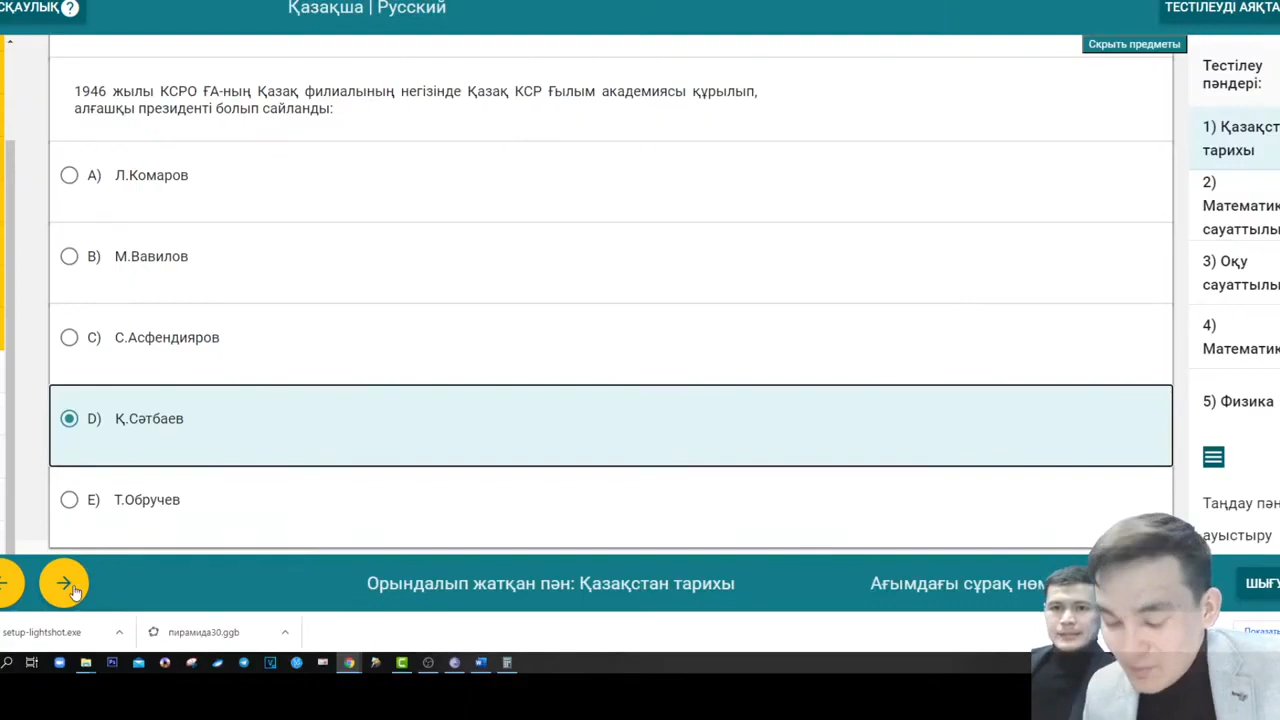 СҚАУЛЫҚ ?
Қазақша | Русский
ТЕСТІЛЕУДІ АЯҚТА
Скрыть предметы
1946 жылы КСРО ҒА-ның Қазақ филиалының негізінде Қазақ КСР Ғылым академиясы құрылып,
алғашқы президенті болып сайланды:
A) Л.Комаров
B) М.Вавилов
C) С.Асфендияров
D) Қ.Сәтбаев
E) Т.Обручев
Тестілеу
пәндері:
1) Қазақст
тарихы
2)
Математик
сауаттылы
3) Оқу
сауаттылы
4)
Математик
5) Физика
Таңдау пән
ауыстыру
Орындалып жатқан пән: Қазақстан тарихы
Ағымдағы сұрақ нөм
ШЫҒУ
setup-lightshot.exe
пирамида30.ggb
Показать